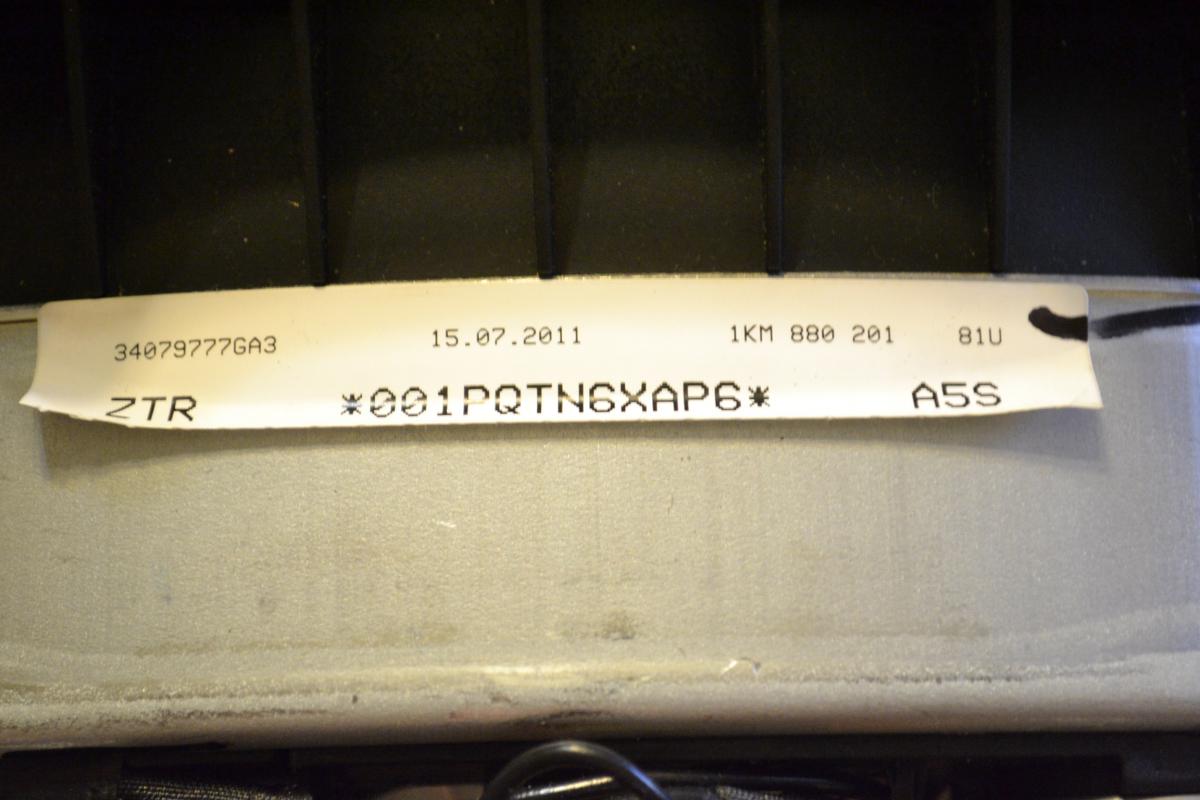 34079777GA3 15.07.2011 1KM 880 201 81U
ZTR *001PQTN6XAP6* A5S